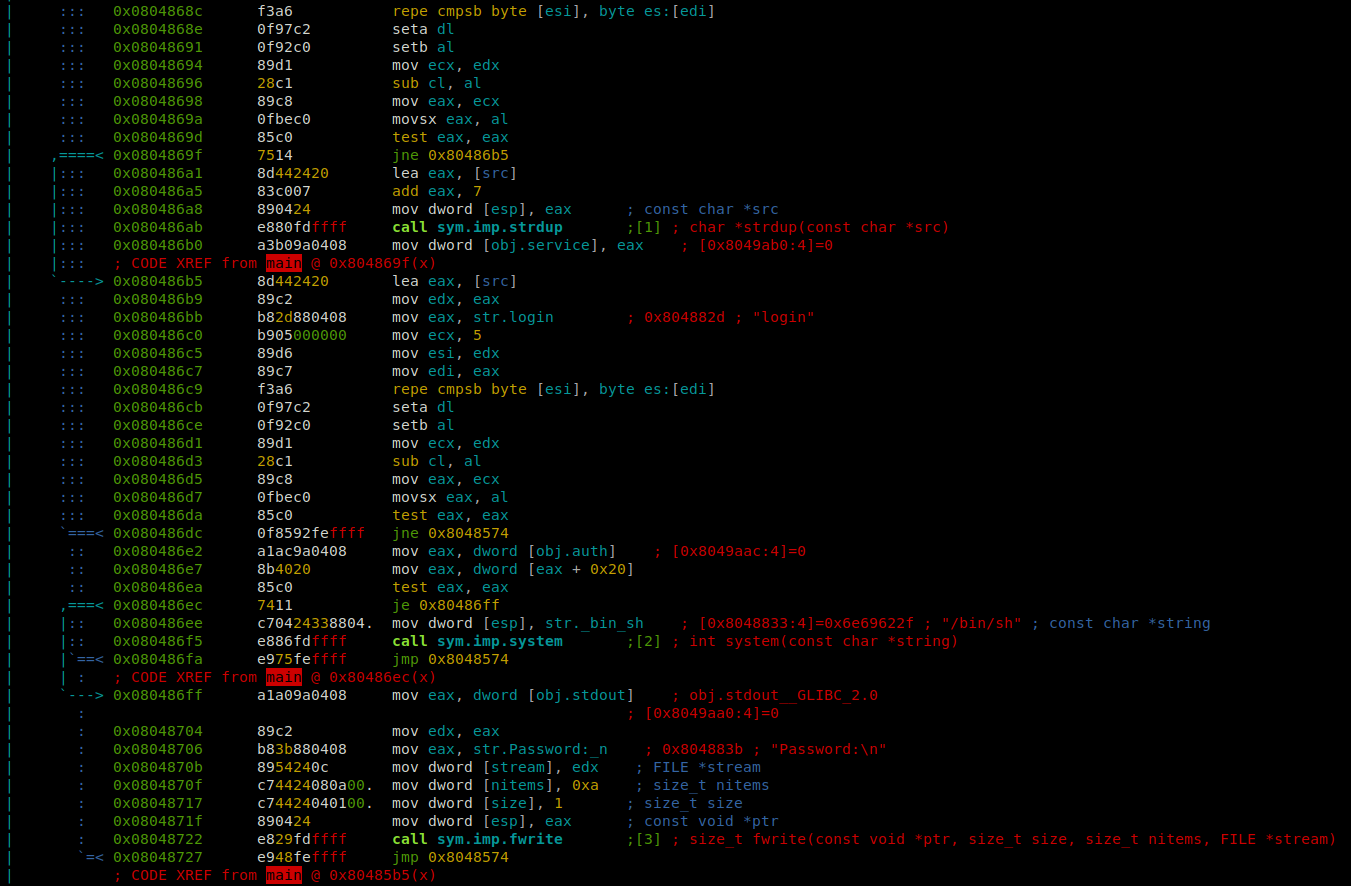 ::: 0x0804868c f3a6 repe cmpsb byte [esi], byte es:[edi]
::: 0x0804868e 0f97c2 seta dl
::: 0x08048691 0f92c0 setb al
::: 0x08048694 89d1 mov ecx, edx
::: 0x08048696 28c1 sub cl, al
::: 0x08048698 89c8 mov eax, ecx
::: 0x0804869a 0fbec0 movsx eax, al
::: 0x0804869d 85c0 test eax, eax
,====< 0x0804869f 7514 jne 0x80486b5
|::: 0x080486a1 8d442420 lea eax, [src]
|::: 0x080486a5 83c007 add eax, 7
|::: 0x080486a8 890424 mov dword [esp], eax ; const char *src
|::: 0x080486ab e880fdffff call sym.imp.strdup ;[1] ; char *strdup(const char *src)
|::: 0x080486b0 a3b09a0408 mov dword [obj.service], eax ; [0x8049ab0:4]=0
|::: ; CODE XREF from main @ 0x804869f(x)
`----> 0x080486b5 8d442420 lea eax, [src]
::: 0x080486b9 89c2 mov edx, eax
::: 0x080486bb b82d880408 mov eax, str.login ; 0x804882d ; "login"
::: 0x080486c0 b905000000 mov ecx, 5
::: 0x080486c5 89d6 mov esi, edx
::: 0x080486c7 89c7 mov edi, eax
::: 0x080486c9 f3a6 repe cmpsb byte [esi], byte es:[edi]
::: 0x080486cb 0f97c2 seta dl
::: 0x080486ce 0f92c0 setb al
::: 0x080486d1 89d1 mov ecx, edx
::: 0x080486d3 28c1 sub cl, al
::: 0x080486d5 89c8 mov eax, ecx
::: 0x080486d7 0fbec0 movsx eax, al
::: 0x080486da 85c0 test eax, eax
`===< 0x080486dc 0f8592feffff jne 0x8048574
:: 0x080486e2 a1ac9a0408 mov eax, dword [obj.auth] ; [0x8049aac:4]=0
:: 0x080486e7 8b4020 mov eax, dword [eax + 0x20]
:: 0x080486ea 85c0 test eax, eax
,===< 0x080486ec 7411 je 0x80486ff
|:: 0x080486ee c70424338804. mov dword [esp], str._bin_sh ; [0x8048833:4]=0x6e69622f ; "/bin/sh" ; const char *string
|:: 0x080486f5 e886fdffff call sym.imp.system ;[2] ; int system(const char *string)
|`==< 0x080486fa e975feffff jmp 0x8048574
| : ; CODE XREF from main @ 0x80486ec(x)
`---> 0x080486ff a1a09a0408 mov eax, dword [obj.stdout] ; obj.stdout__GLIBC_2.0
: ; [0x8049aa0:4]=0
: 0x08048704 89c2 mov edx, eax
: 0x08048706 b83b880408 mov eax, str.Password:_n ; 0x804883b ; "Password:\n"
: 0x0804870b 8954240c mov dword [stream], edx ; FILE *stream
: 0x0804870f c74424080a00. mov dword [nitems], 0xa ; size_t nitems
: 0x08048717 c74424040100. mov dword [size], 1 ; size_t size
: 0x0804871f 890424 mov dword [esp], eax ; const void *ptr
: 0x08048722 e829fdffff call sym.imp.fwrite ;[3] ; size_t fwrite(const void *ptr, size_t size, size_t nitems, FILE *stream)
`=< 0x08048727 e948feffff jmp 0x8048574
; CODE XREF from main @ 0x80485b5(x)